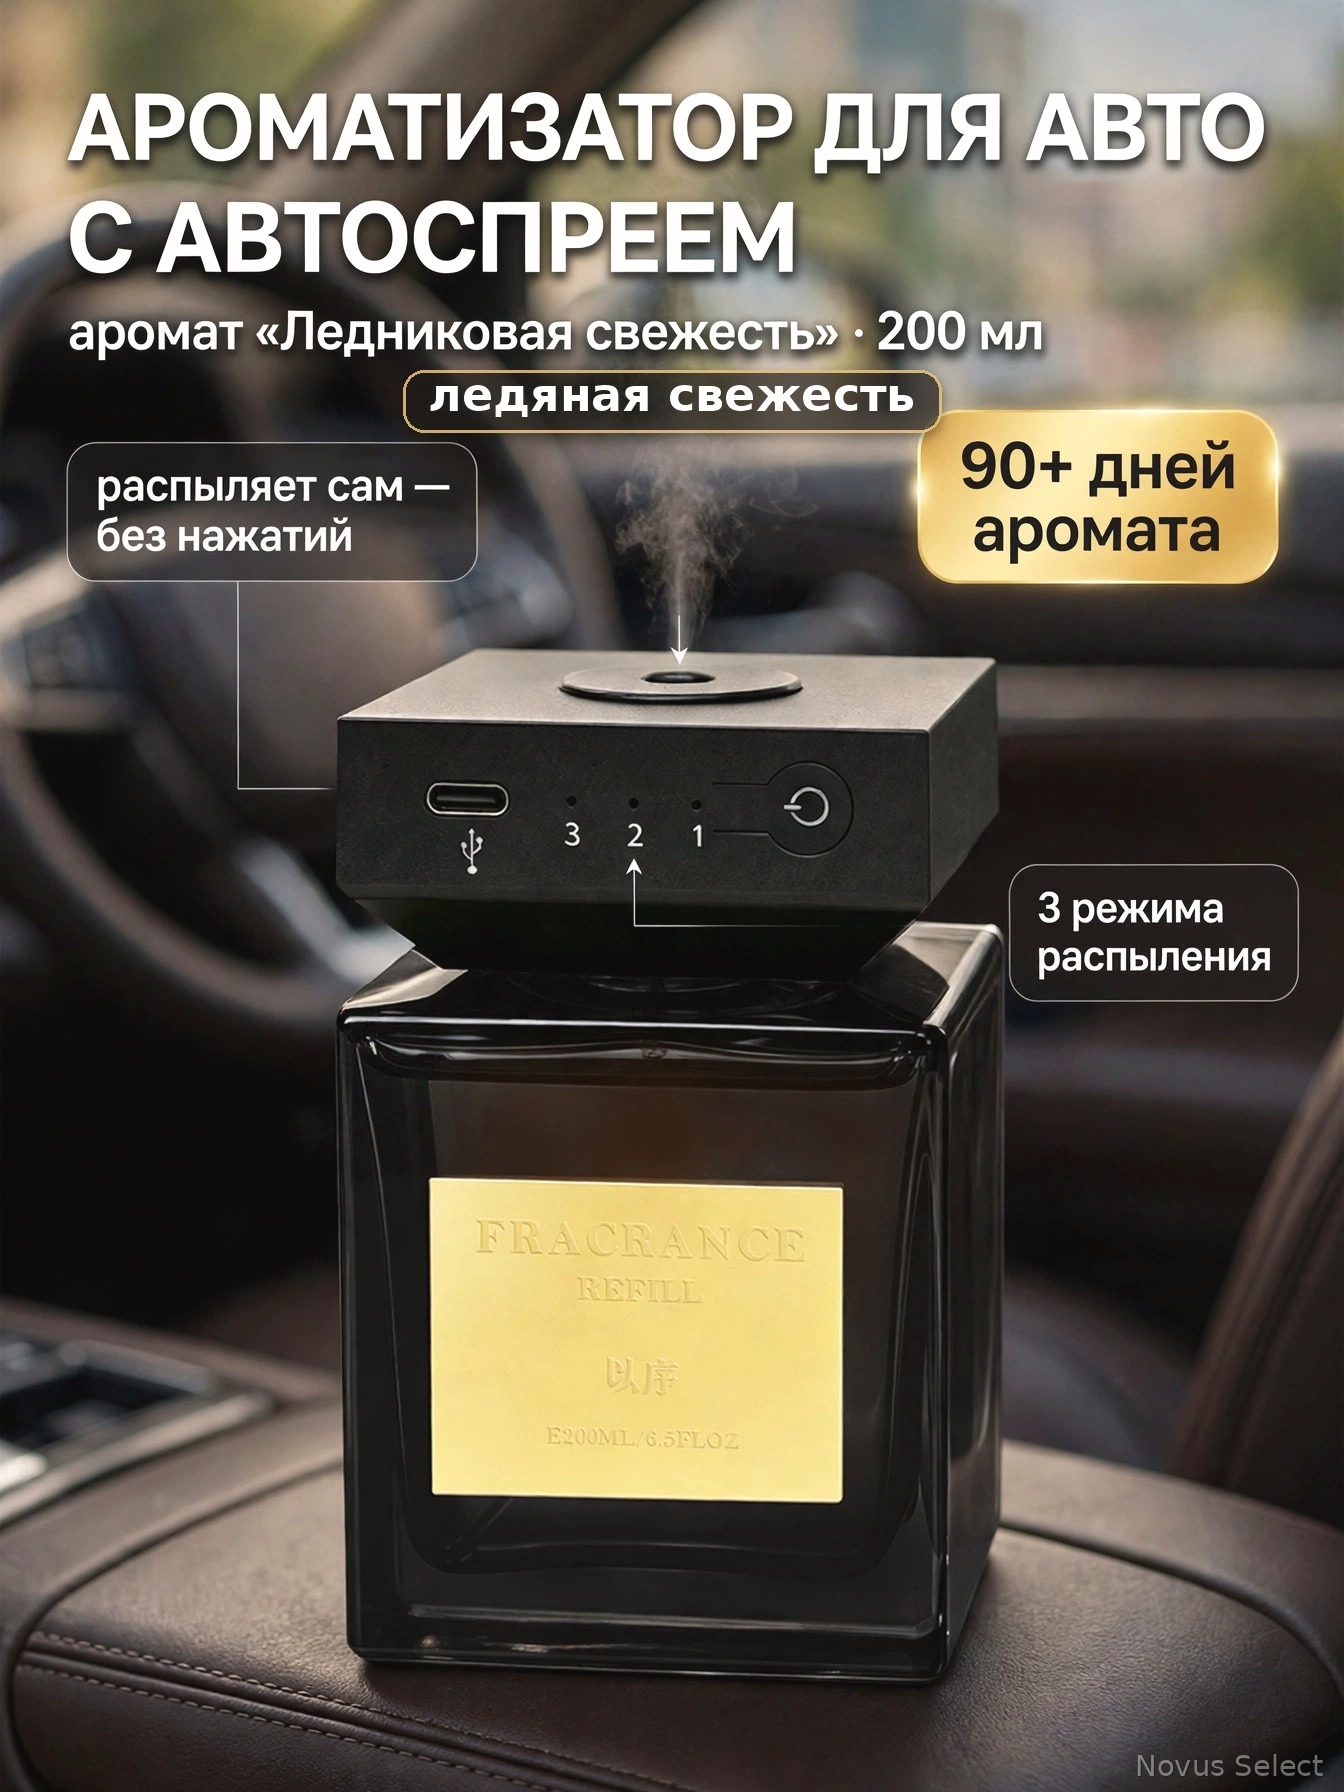 АРОМАТИЗАТОР ДЛЯ АВТО
С АВТОСПРЕЕМ
аромат «Ледниковая свежесть» · 200 мл
ледяная свежесть
распыляет сам —
без нажатий
90+ дней
аромата
3 2 1
3 режима
распыления
FRAGRANCE
REFILL
以序
E200ML/6.5FLOZ
Novus Select